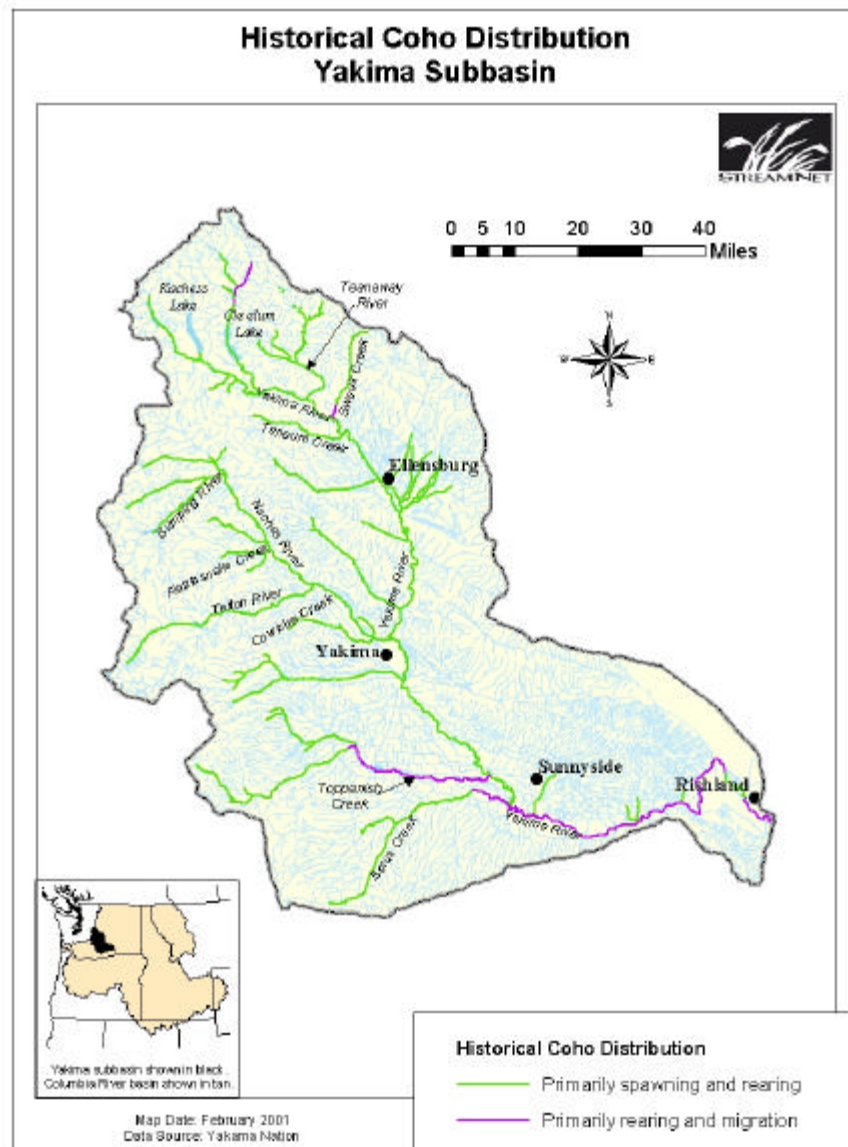 Historical Coho Distribution
Yakima Subbasin
STREAMNET
0 5 10 20 30 40
Miles
Teanaway
River
Kachess
Lake
Cle elum
Lake
N
W E
S
Swauk Creek
Yakima River
Taneum Creek
Ellensburg
Bumping River
Naches River
Rattlesnake Creek
Yakima River
Tieton River
Cowiche Creek
Yakima
Sunnyside
Richland
Toppenish
Creek
Yakima River
Satus Creek
Yakima subbasin shown in black.
Columbia River basin shown in tan.
Historical Coho Distribution
Primarily spawning and rearing
Primarily rearing and migration
Map Date: February 2001
Data Source: Yakama Nation